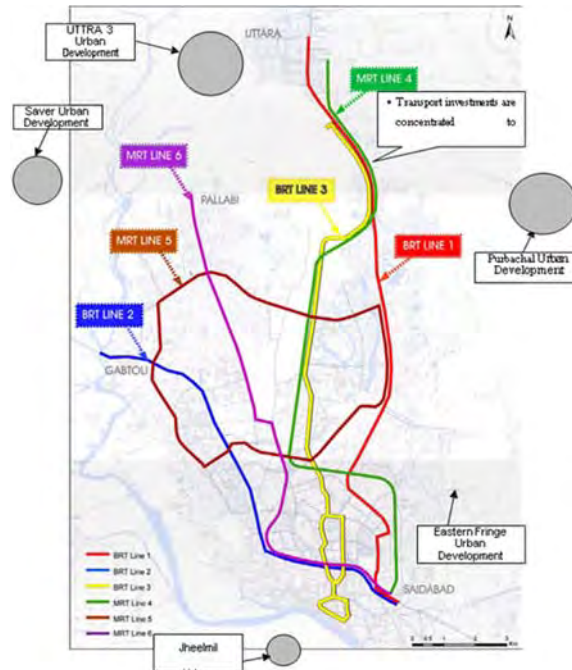 UTTRA 3
Urban
Development
UTTARA
N
MRT LINE 4
• Transport investments are
concentrated to
Saver Urban
Development
MRT LINE 6
PALLABI
BRT LINE 3
MRT LINE 5
BRT LINE 1
Purbachal Urban
Development
BRT LINE 2
GABTOLI
Eastern Fringe
Urban
Development
BRT Line 1
BRT Line 2
BRT Line 3
MRT Line 4
MRT Line 5
MRT Line 6
SAIDABAD
Jheelmil